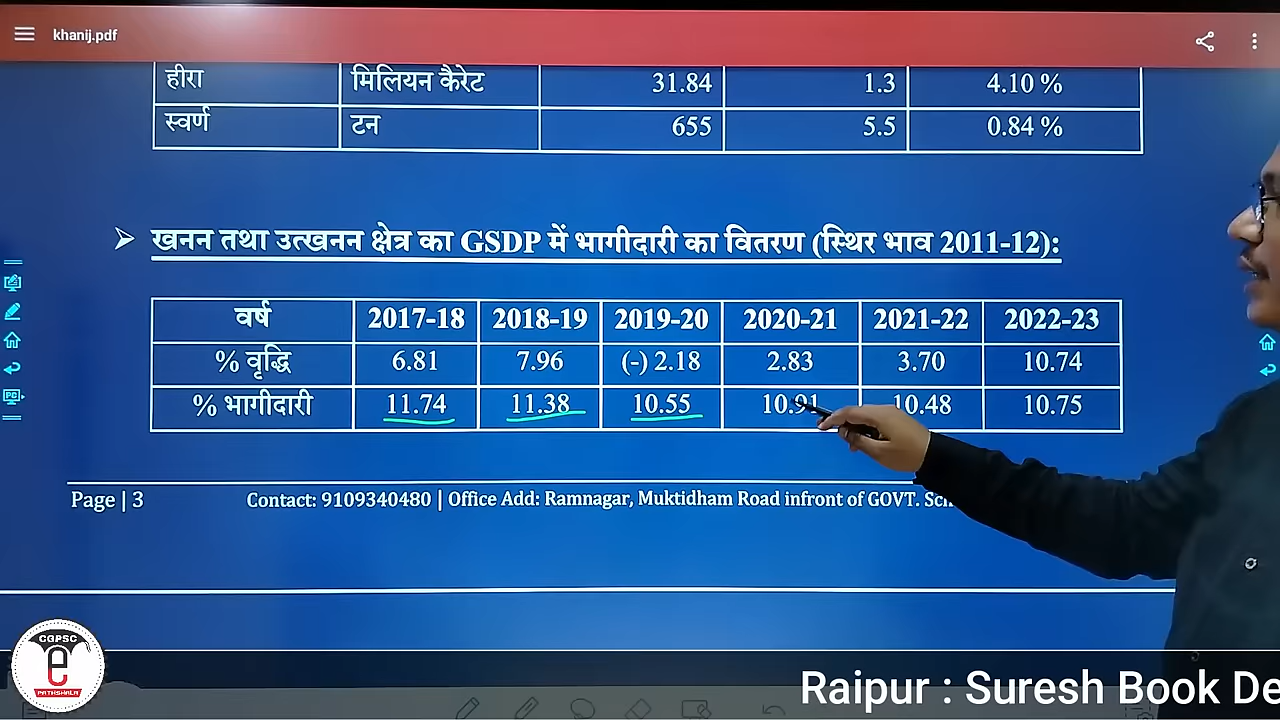 khanij.pdf
हीरा मिलियन कैरेट 31.84 1.3 4.10 %
स्वर्ण टन 655 5.5 0.84 %
➤ खनन तथा उत्खनन क्षेत्र का GSDP में भागीदारी का वितरण (स्थिर भाव 2011-12):
वर्ष 2017-18 2018-19 2019-20 2020-21 2021-22 2022-23
% वृद्धि 6.81 7.96 (-) 2.18 2.83 3.70 10.74
% भागीदारी 11.74 11.38 10.55 10.91 10.48 10.75
Page | 3 Contact: 9109340480 | Office Add: Ramnagar, Muktidham Road infront of GOVT.
CGPSC
e
PATHSHALA
Raipur : Suresh Book De